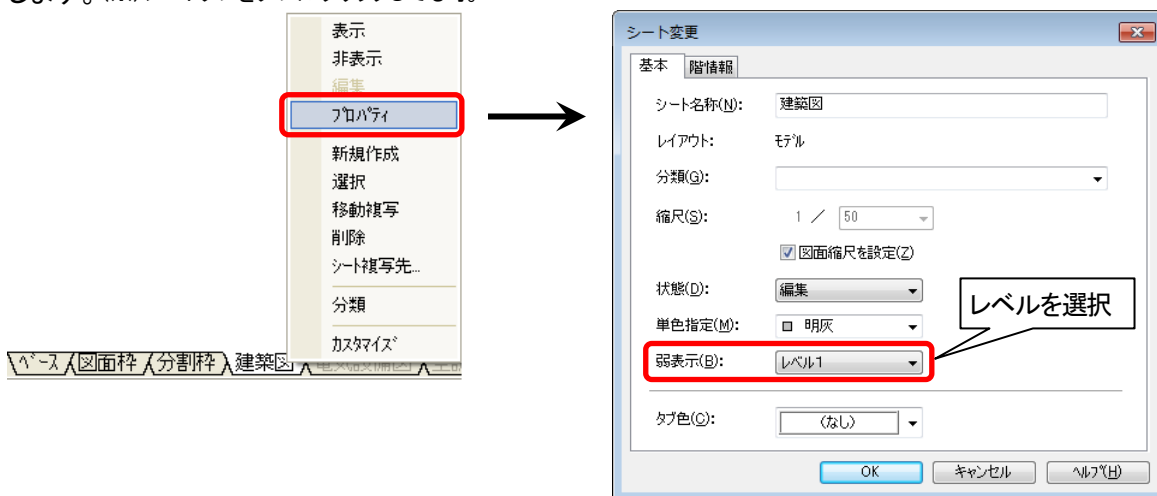 表示
非表示
編集
ﾌﾟﾛﾊﾟﾃｨ
新規作成
選択
移動複写
削除
ｼｰﾄ複写先...
分類
ｶｽﾀﾏｲｽﾞ
ﾍﾞｰｽ 図面枠 分割枠 建築図
シート変更
基本 階情報
シート名称(N): 建築図
レイアウト: ﾓﾃﾞﾙ
分類(G):
縮尺(S): 1 ／ 50
図面縮尺を設定(Z)
状態(D): 編集
レベルを選択
単色指定(M): 明灰
弱表示(B): ﾚﾍﾞﾙ1
タブ色(C): (なし)
OK キャンセル ﾍﾙﾌﾟ(H)